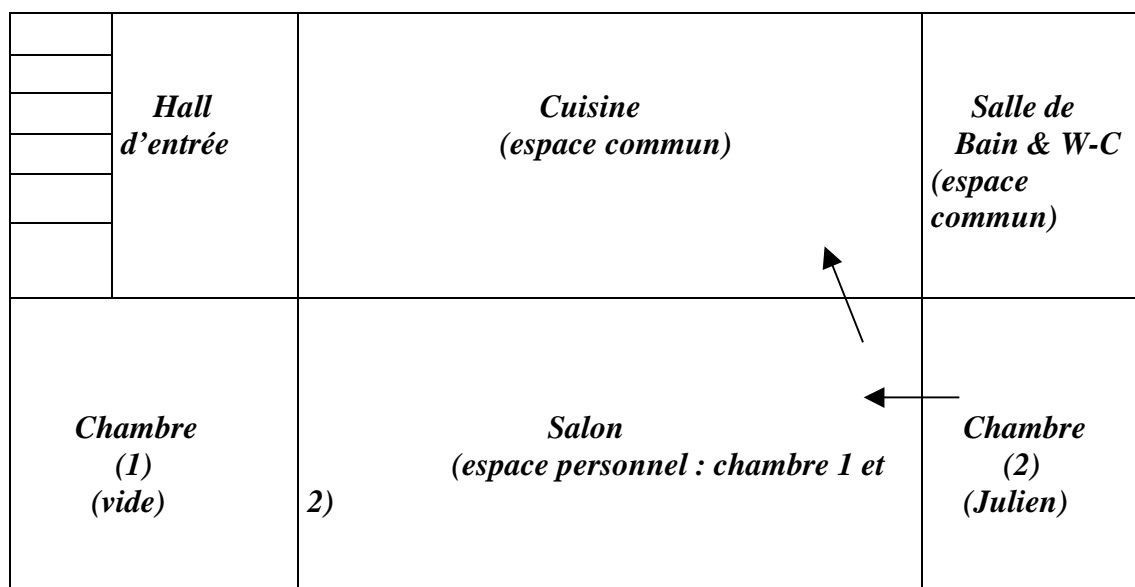 Hall
d’entrée
Cuisine
(espace commun)
Salle de
Bain & W-C
(espace
commun)
Chambre
(1)
(vide)
Salon
(espace personnel : chambre 1 et
2)
Chambre
(2)
(Julien)